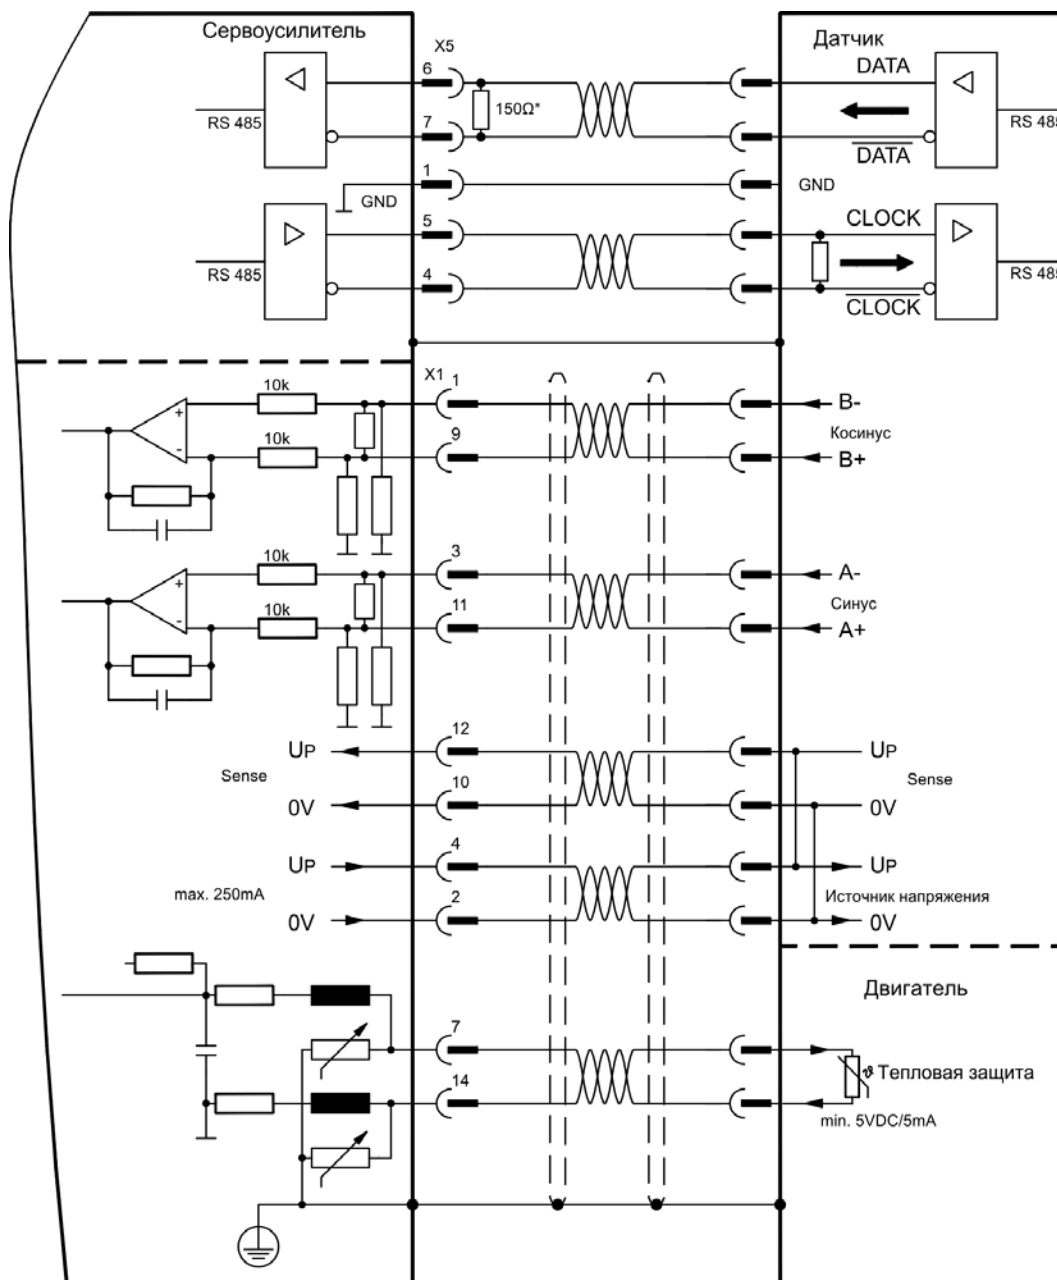 Сервоусилитель
X5
Датчик
6
DATA
150Ω*
RS 485
7
RS 485
DATA
1
GND
GND
5
CLOCK
RS 485
4
RS 485
CLOCK
X1
1
10k
B-
Косинус
10k
9
B+
+
-
10k
3
A-
Синус
10k
11
A+
+
-
UP
12
UP
Sense
Sense
0V
10
0V
UP
4
UP
max. 250mA
Источник напряжения
0V
2
0V
Двигатель
7
ϑ Тепловая защита
14
min. 5VDC/5mA